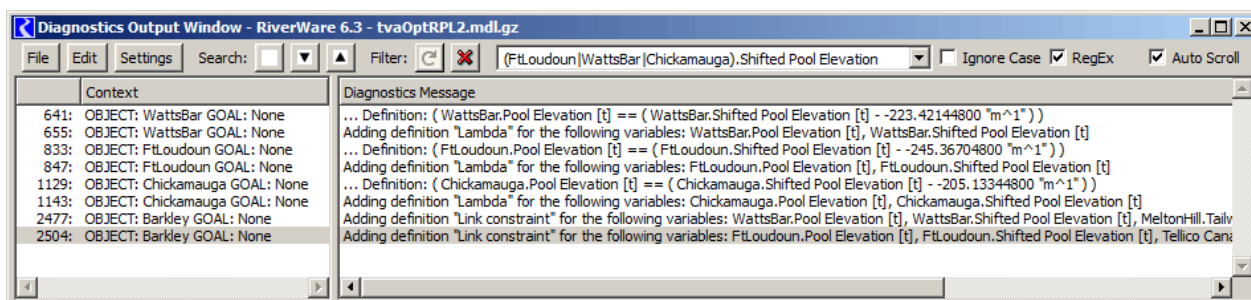 Diagnostics Output Window - RiverWare 6.3 - tvaOptRPL2.mdl.gz
File Edit Settings Search: Filter: (FtLoudoun|WattsBar|Chickamauga).Shifted Pool Elevation Ignore Case RegEx Auto Scroll
Context Diagnostics Message
641: OBJECT: WattsBar GOAL: None ... Definition: ( WattsBar.Pool Elevation [t] == ( WattsBar.Shifted Pool Elevation [t] - -223.42144800 "m^1" ) )
655: OBJECT: WattsBar GOAL: None Adding definition "Lambda" for the following variables: WattsBar.Pool Elevation [t], WattsBar.Shifted Pool Elevation [t]
833: OBJECT: FtLoudoun GOAL: None ... Definition: ( FtLoudoun.Pool Elevation [t] == ( FtLoudoun.Shifted Pool Elevation [t] - -245.36704800 "m^1" ) )
847: OBJECT: FtLoudoun GOAL: None Adding definition "Lambda" for the following variables: FtLoudoun.Pool Elevation [t], FtLoudoun.Shifted Pool Elevation [t]
1129: OBJECT: Chickamauga GOAL: None ... Definition: ( Chickamauga.Pool Elevation [t] == ( Chickamauga.Shifted Pool Elevation [t] - -205.13344800 "m^1" ) )
1143: OBJECT: Chickamauga GOAL: None Adding definition "Lambda" for the following variables: Chickamauga.Pool Elevation [t], Chickamauga.Shifted Pool Elevation [t]
2477: OBJECT: Barkley GOAL: None Adding definition "Link constraint" for the following variables: WattsBar.Pool Elevation [t], WattsBar.Shifted Pool Elevation [t], MeltonHill.Tailw
2504: OBJECT: Barkley GOAL: None Adding definition "Link constraint" for the following variables: FtLoudoun.Pool Elevation [t], FtLoudoun.Shifted Pool Elevation [t], Tellico Cana